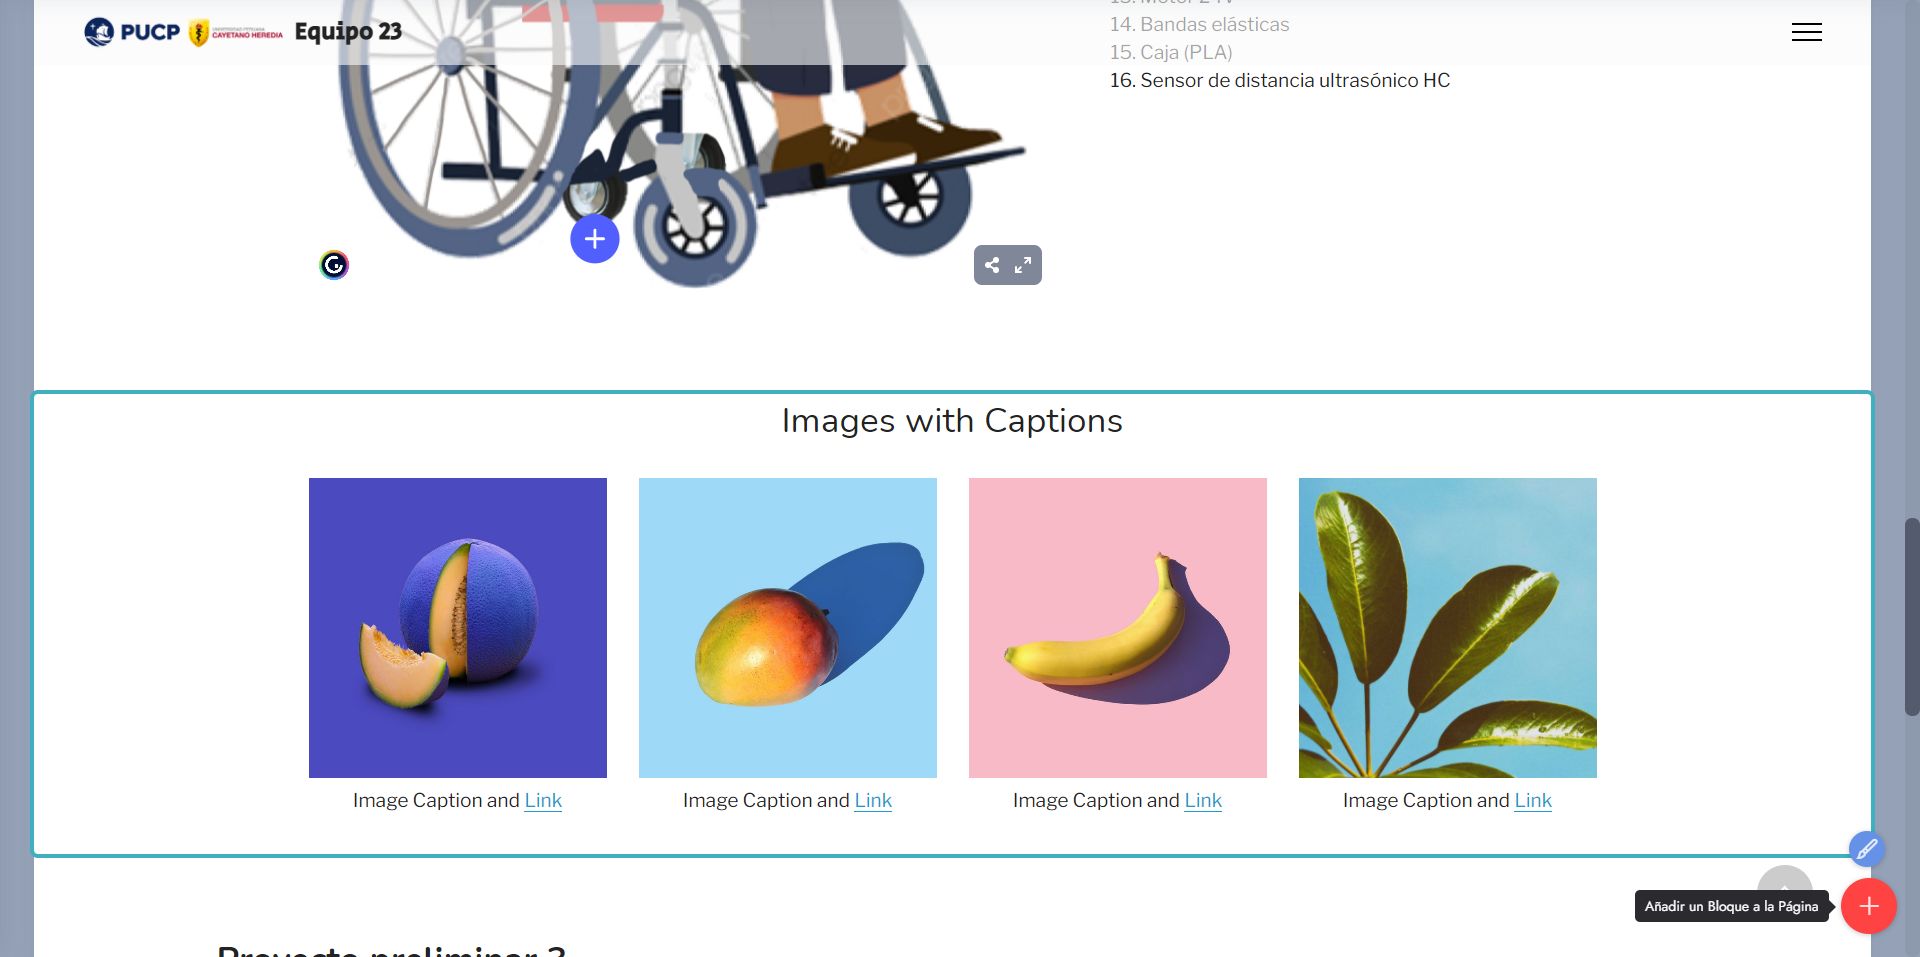 PUCP
UNIVERSIDAD PERUANA
CAYETANO HEREDIA
Equipo 23
14. Bandas elásticas
15. Caja (PLA)
16. Sensor de distancia ultrasónico HC
Images with Captions
Image Caption and Link
Image Caption and Link
Image Caption and Link
Image Caption and Link
Añadir un Bloque a la Página
Proyecto preliminar